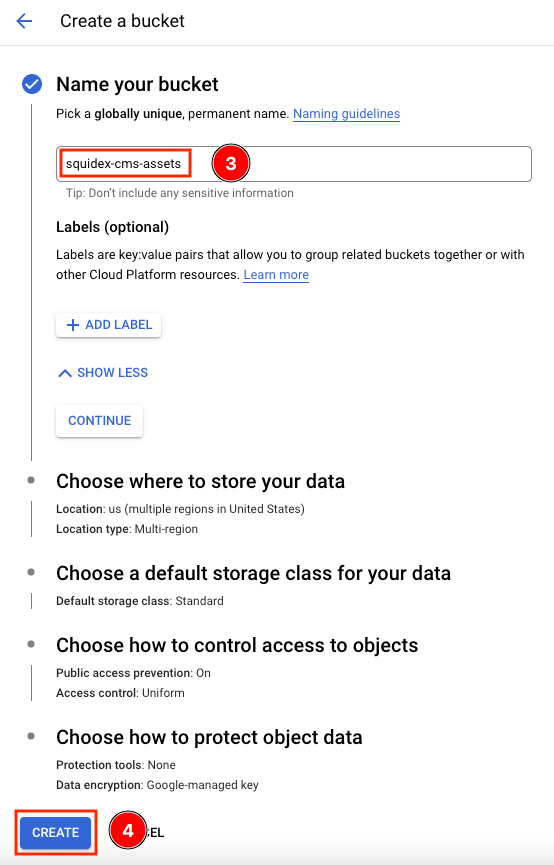 Create a bucket
Name your bucket
Pick a globally unique, permanent name. Naming guidelines
squidex-cms-assets
3
Tip: Don't include any sensitive information
Labels (optional)
Labels are key:value pairs that allow you to group related buckets together or with
other Cloud Platform resources. Learn more
ADD LABEL
SHOW LESS
CONTINUE
Choose where to store your data
Location: us (multiple regions in United States)
Location type: Multi-region
Choose a default storage class for your data
Default storage class: Standard
Choose how to control access to objects
Public access prevention: On
Access control: Uniform
Choose how to protect object data
Protection tools: None
Data encryption: Google-managed key
CREATE
4